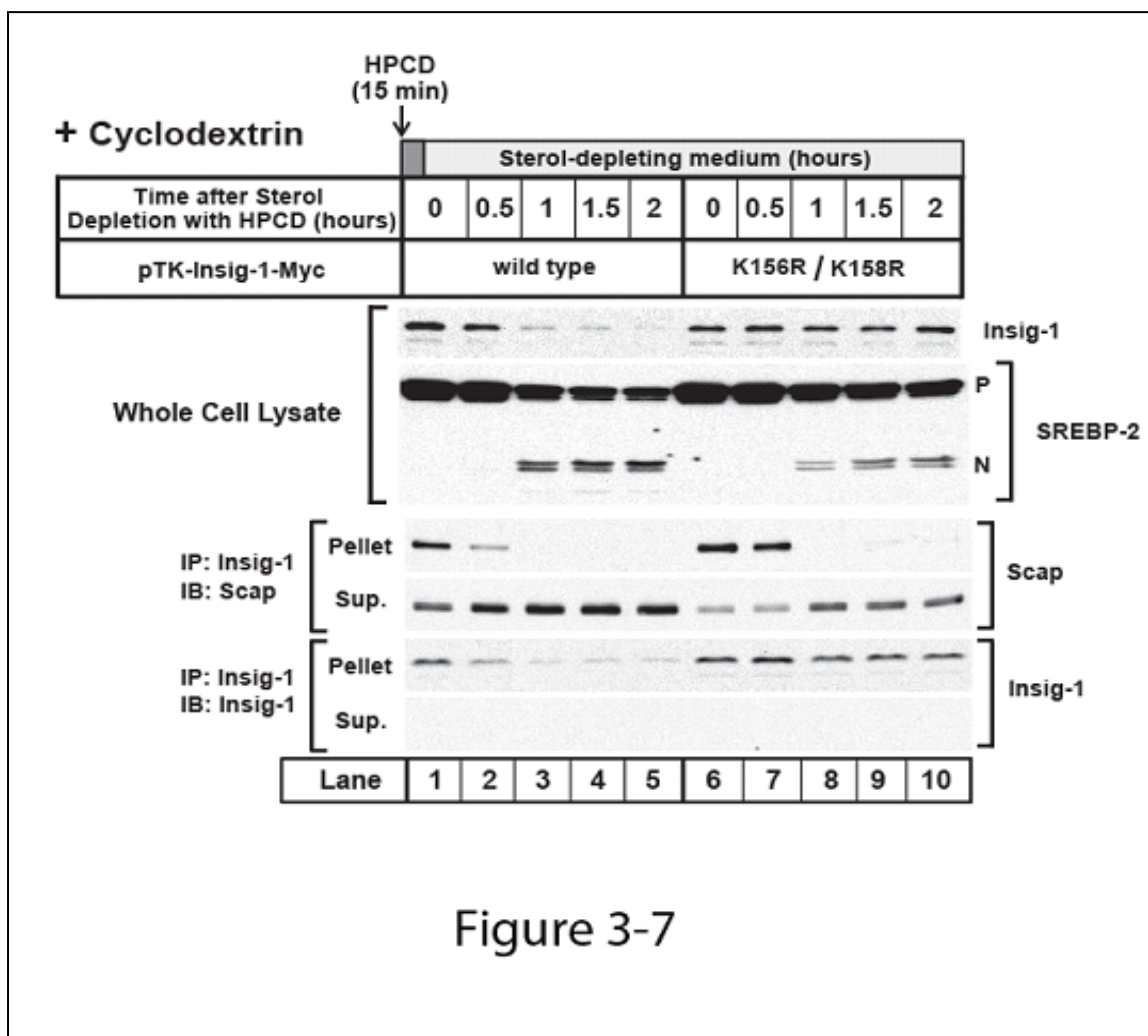 HPCD
(15 min)
+ Cyclodextrin
Sterol-depleting medium (hours)
Time after Sterol
Depletion with HPCD (hours)
0 0.5 1 1.5 2 0 0.5 1 1.5 2
pTK-Insig-1-Myc wild type K156R / K158R
Insig-1
Whole Cell Lysate
P
SREBP-2
N
IP: Insig-1
IB: Scap
Pellet
Sup.
Scap
IP: Insig-1
IB: Insig-1
Pellet
Sup.
Insig-1
Lane 1 2 3 4 5 6 7 8 9 10
Figure 3-7